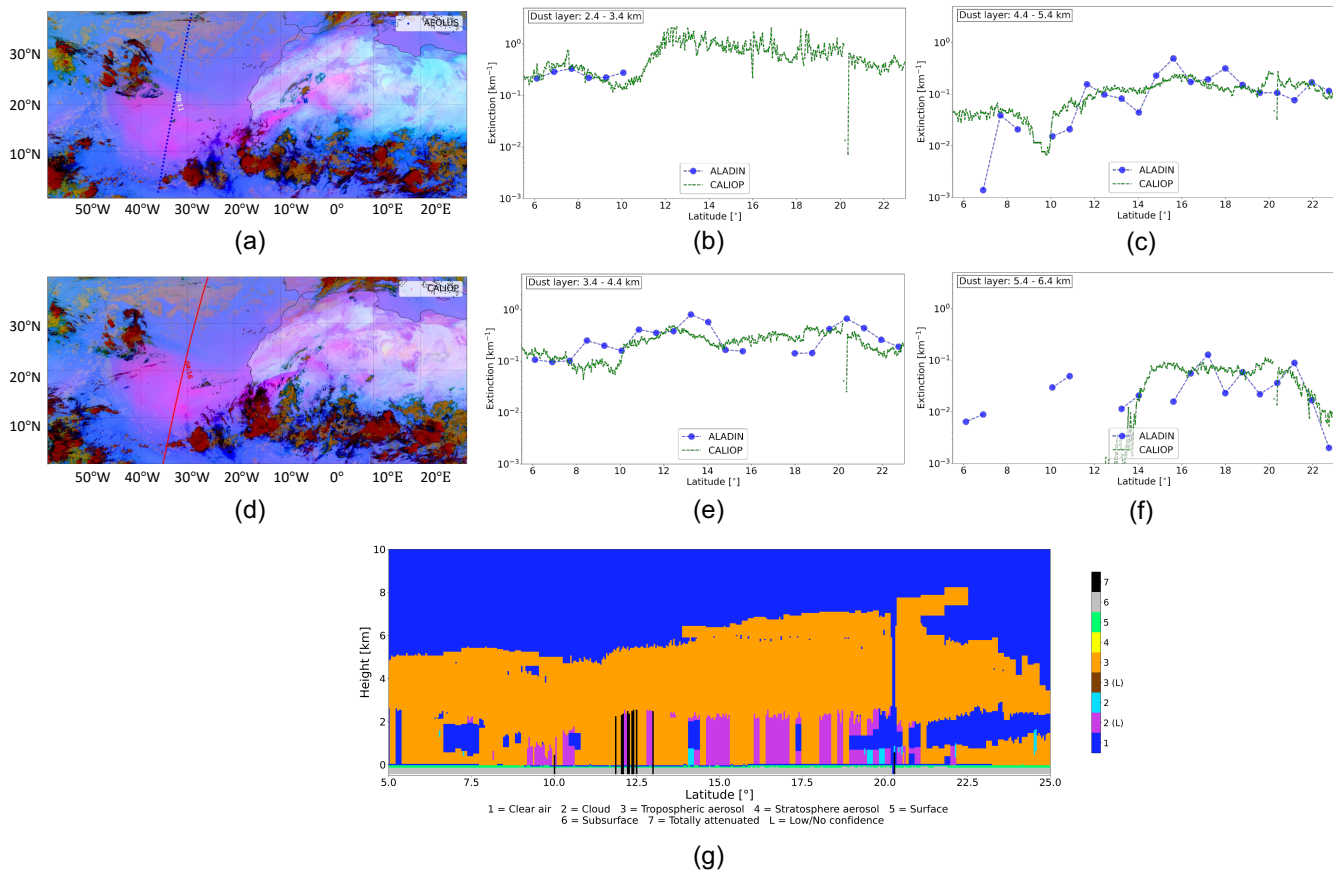 AEOLUS
30°N
20°N
10°N
50°W 40°W 30°W 20°W 10°W 0° 10°E 20°E
(a)
Dust layer: 2.4 - 3.4 km
Extinction [km⁻¹]
10⁰
10⁻¹
10⁻²
10⁻³
ALADIN
CALIOP
6 8 10 12 14 16 18 20 22
Latitude [°]
(b)
Dust layer: 4.4 - 5.4 km
Extinction [km⁻¹]
10⁰
10⁻¹
10⁻²
10⁻³
ALADIN
CALIOP
6 8 10 12 14 16 18 20 22
Latitude [°]
(c)
CALIOP
30°N
20°N
10°N
50°W 40°W 30°W 20°W 10°W 0° 10°E 20°E
(d)
Dust layer: 3.4 - 4.4 km
Extinction [km⁻¹]
10⁰
10⁻¹
10⁻²
10⁻³
ALADIN
CALIOP
6 8 10 12 14 16 18 20 22
Latitude [°]
(e)
Dust layer: 5.4 - 6.4 km
Extinction [km⁻¹]
10⁰
10⁻¹
10⁻²
10⁻³
ALADIN
CALIOP
6 8 10 12 14 16 18 20 22
Latitude [°]
(f)
Height [km]
10
8
6
4
2
0
5.0 7.5 10.0 12.5 15.0 17.5 20.0 22.5 25.0
Latitude [°]
7
6
5
4
3
3 (L)
2
2 (L)
1
1 = Clear air 2 = Cloud 3 = Tropospheric aerosol 4 = Stratosphere aerosol 5 = Surface
6 = Subsurface 7 = Totally attenuated L = Low/No confidence
(g)